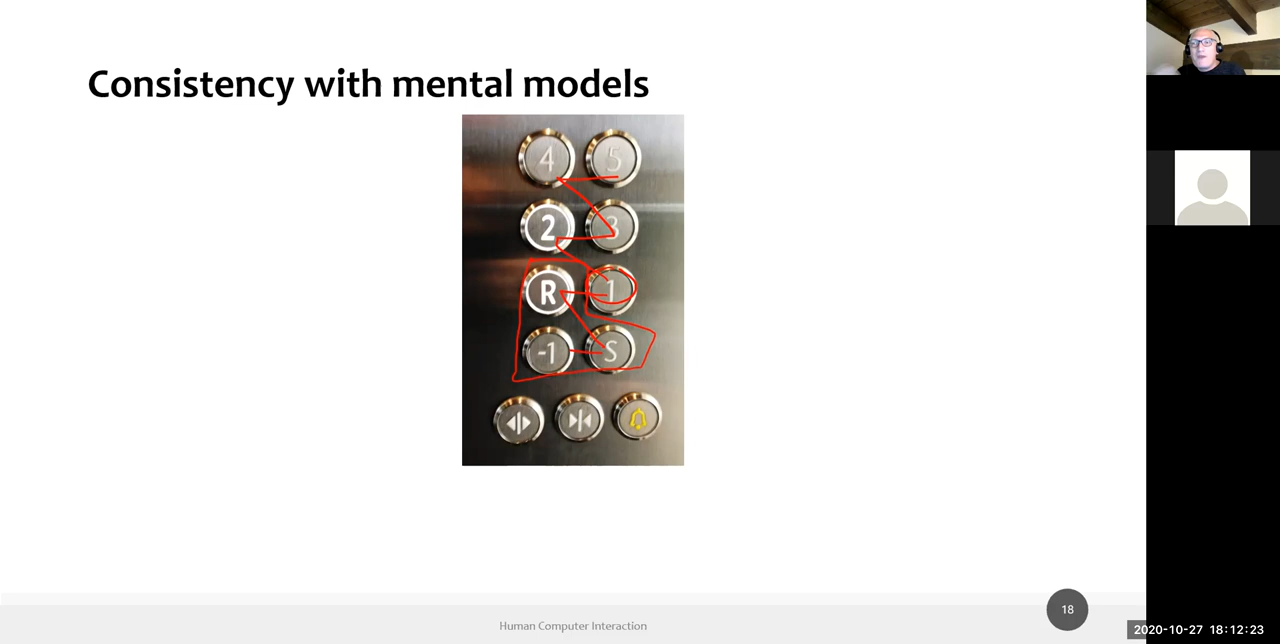 Consistency with mental models
4 5
2 3
R 1
-1 S
Human Computer Interaction
18
2020-10-27 18:12:23